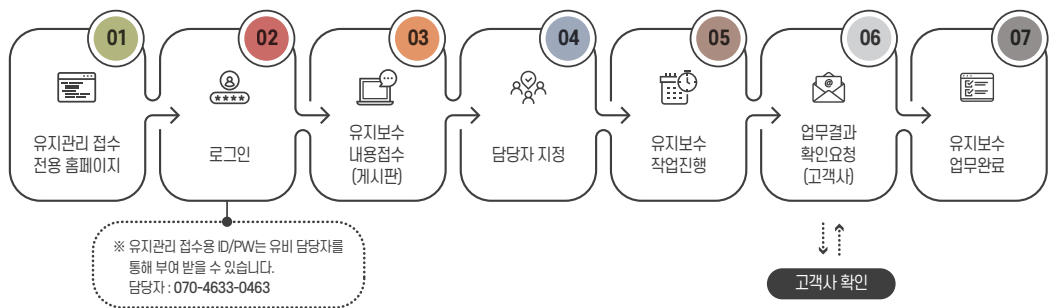 01
유지관리 접수
전용 홈페이지
02
****
로그인
※ 유지관리 접수용 ID/PW는 유비 담당자를
통해 부여 받을 수 있습니다.
담당자 : 070-4633-0463
03
유지보수
내용접수
(게시판)
04
담당자 지정
05
유지보수
작업진행
06
@
업무결과
확인요청
(고객사)
고객사 확인
07
유지보수
업무완료